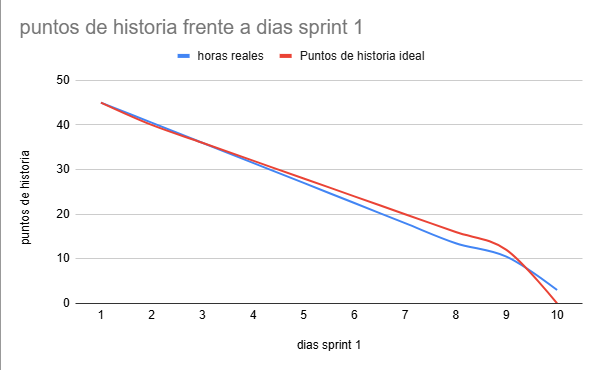 puntos de historia frente a dias sprint 1
horas reales
Puntos de historia ideal
puntos de historia
50
40
30
20
10
0
1 2 3 4 5 6 7 8 9 10
dias sprint 1